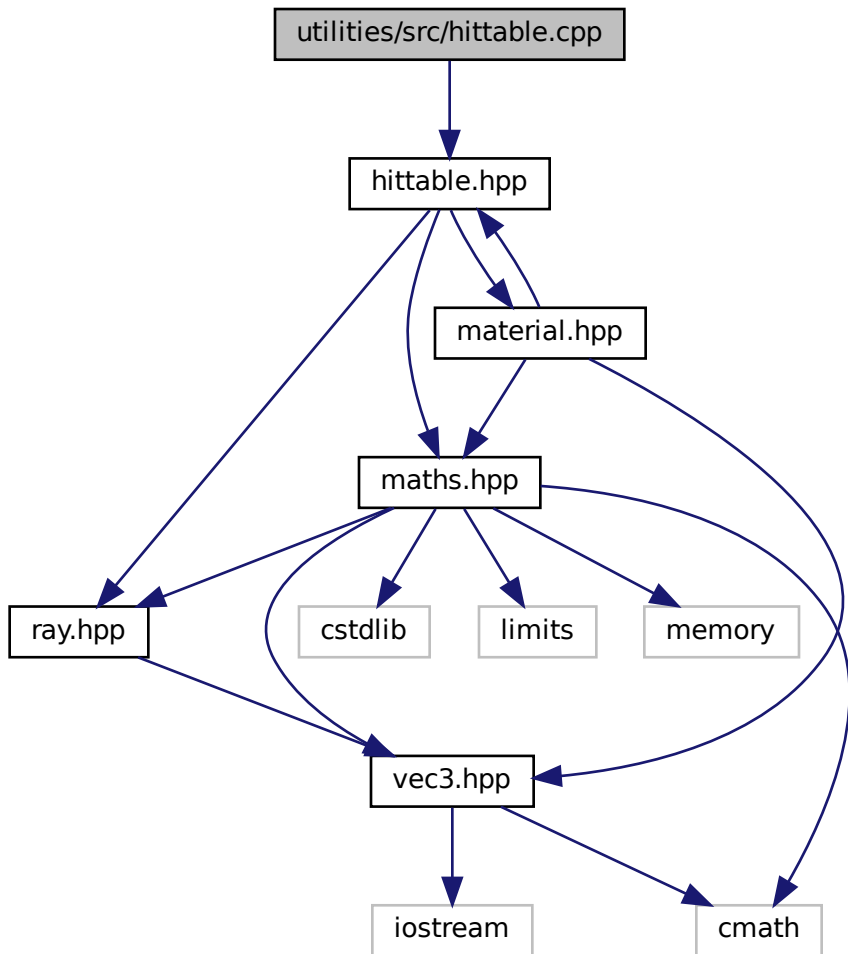 utilities/src/hittable.cpp
hittable.hpp
material.hpp
maths.hpp
ray.hpp
cstdlib
limits
memory
vec3.hpp
iostream
cmath